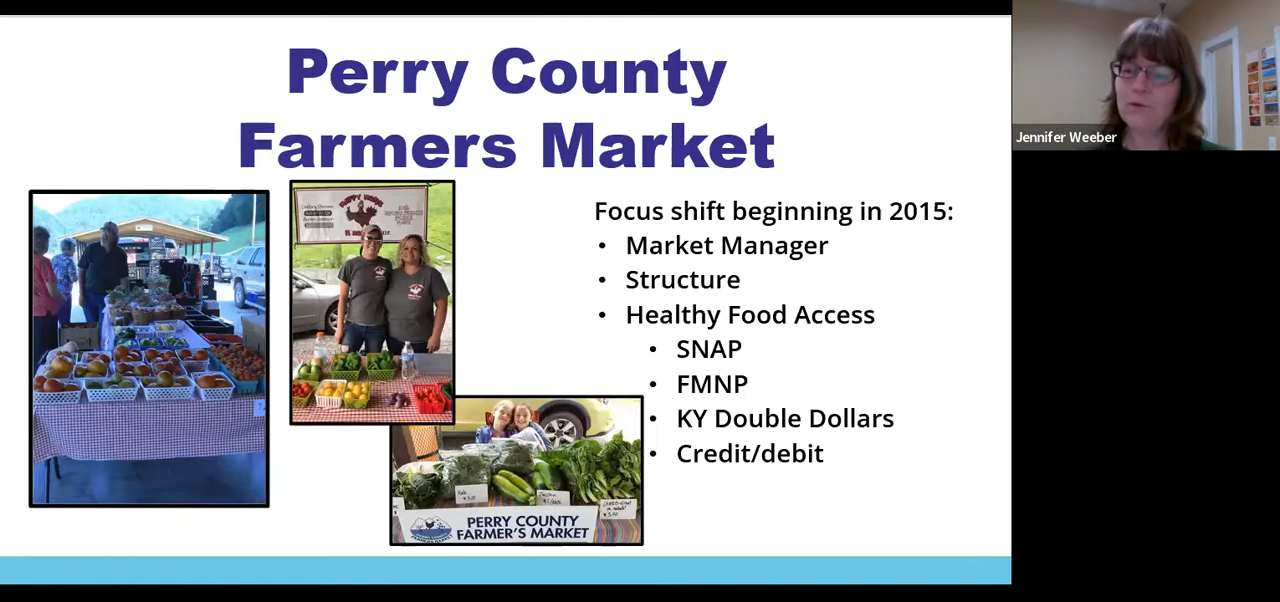 Perry County
Farmers Market
Focus shift beginning in 2015:
• Market Manager
• Structure
• Healthy Food Access
• SNAP
• FMNP
• KY Double Dollars
• Credit/debit
PERRY COUNTY
FARMER'S MARKET
Jennifer Weeber